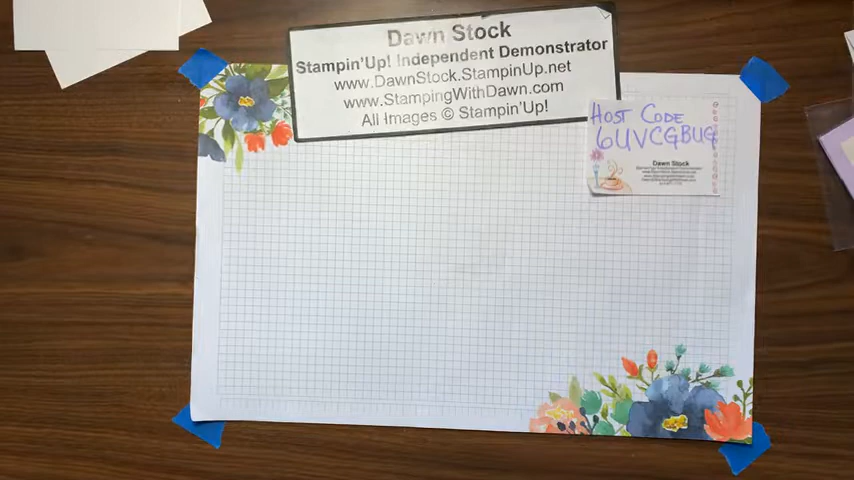 Dawn Stock
Stampin'Up! Independent Demonstrator
www.DawnStock.StampinUp.net
www.StampingWithDawn.com
All Images © Stampin'Up!
HOST CODE
6UVCGBUG
Dawn Stock